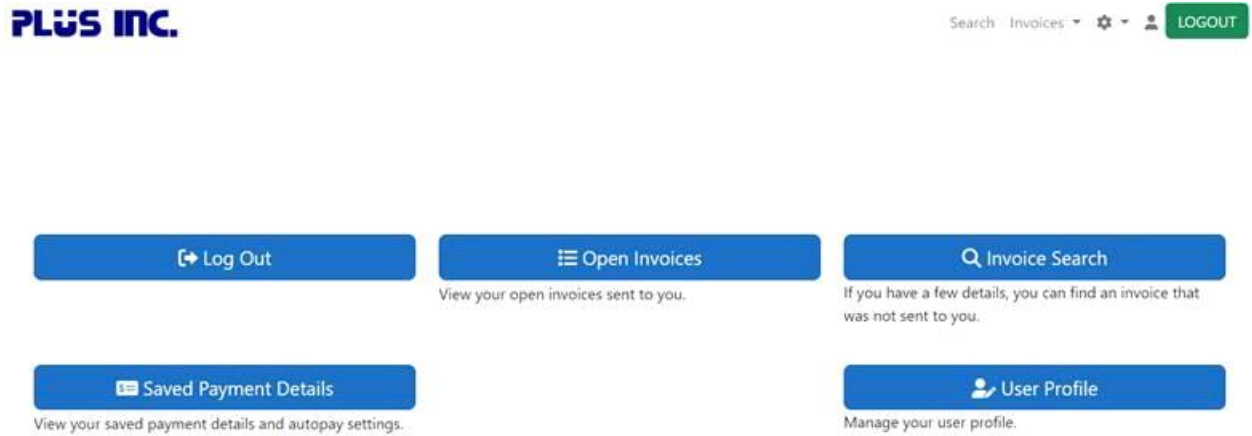 PLÜS INC.
Search Invoices LOGOUT
Log Out
Open Invoices
View your open invoices sent to you.
Invoice Search
If you have a few details, you can find an invoice that
was not sent to you.
Saved Payment Details
View your saved payment details and autopay settings.
User Profile
Manage your user profile.